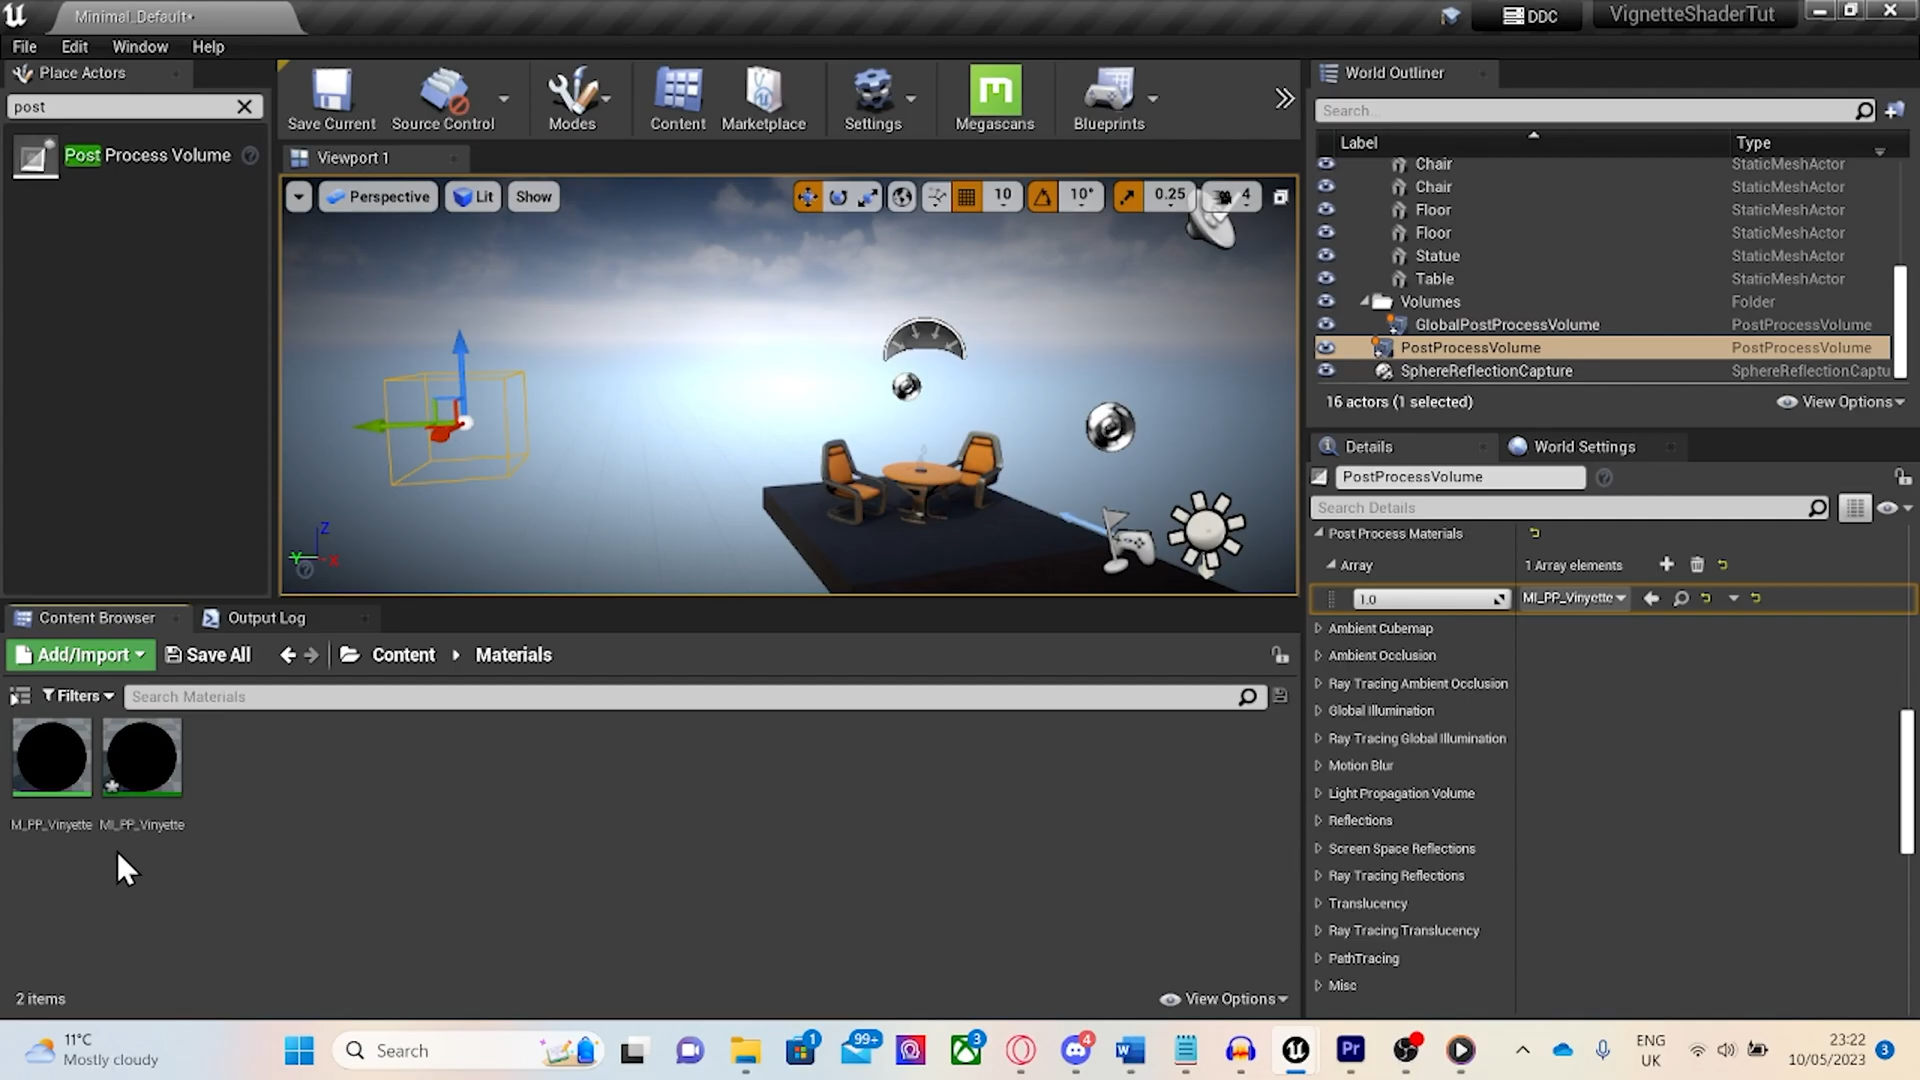 Minimal_Default*
DDC
VignetteShaderTut
File Edit Window Help
Place Actors
post
Post Process Volume
Save Current
Source Control
Modes
Content
Marketplace
Settings
Megascans
Blueprints
Viewport 1
Perspective
Lit
Show
10
10°
0.25
4
Z
Y
X
World Outliner
Search...
Label Type
Chair StaticMeshActor
Chair StaticMeshActor
Floor StaticMeshActor
Floor StaticMeshActor
Statue StaticMeshActor
Table StaticMeshActor
Volumes Folder
GlobalPostProcessVolume PostProcessVolume
PostProcessVolume PostProcessVolume
SphereReflectionCapture SphereReflectionCaptu
16 actors (1 selected)
View Options
Details
World Settings
PostProcessVolume
Search Details
Post Process Materials
Array 1 Array elements
1.0 MI_PP_Vinyette
Ambient Cubemap
Ambient Occlusion
Ray Tracing Ambient Occlusion
Global Illumination
Ray Tracing Global Illumination
Motion Blur
Light Propagation Volume
Reflections
Screen Space Reflections
Ray Tracing Reflections
Translucency
Ray Tracing Translucency
PathTracing
Misc
Content Browser
Output Log
Add/Import
Save All
Content
Materials
Filters
Search Materials
M_PP_Vinyette
MI_PP_Vinyette
2 items
View Options
11°C
Mostly cloudy
Search
1
99+
3
4
W
Pr
ENG
UK
23:22
10/05/2023
3